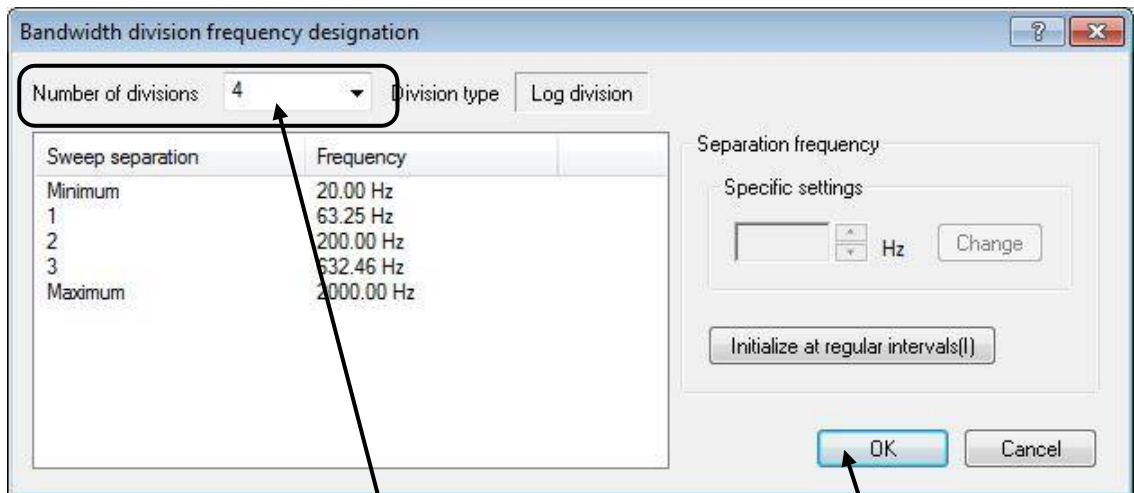 Bandwidth division frequency designation
Number of divisions 4 Division type Log division
Sweep separation Frequency
Minimum 20.00 Hz
1 63.25 Hz
2 200.00 Hz
3 632.46 Hz
Maximum 2000.00 Hz
Separation frequency
Specific settings
Hz Change
Initialize at regular intervals(I)
OK Cancel